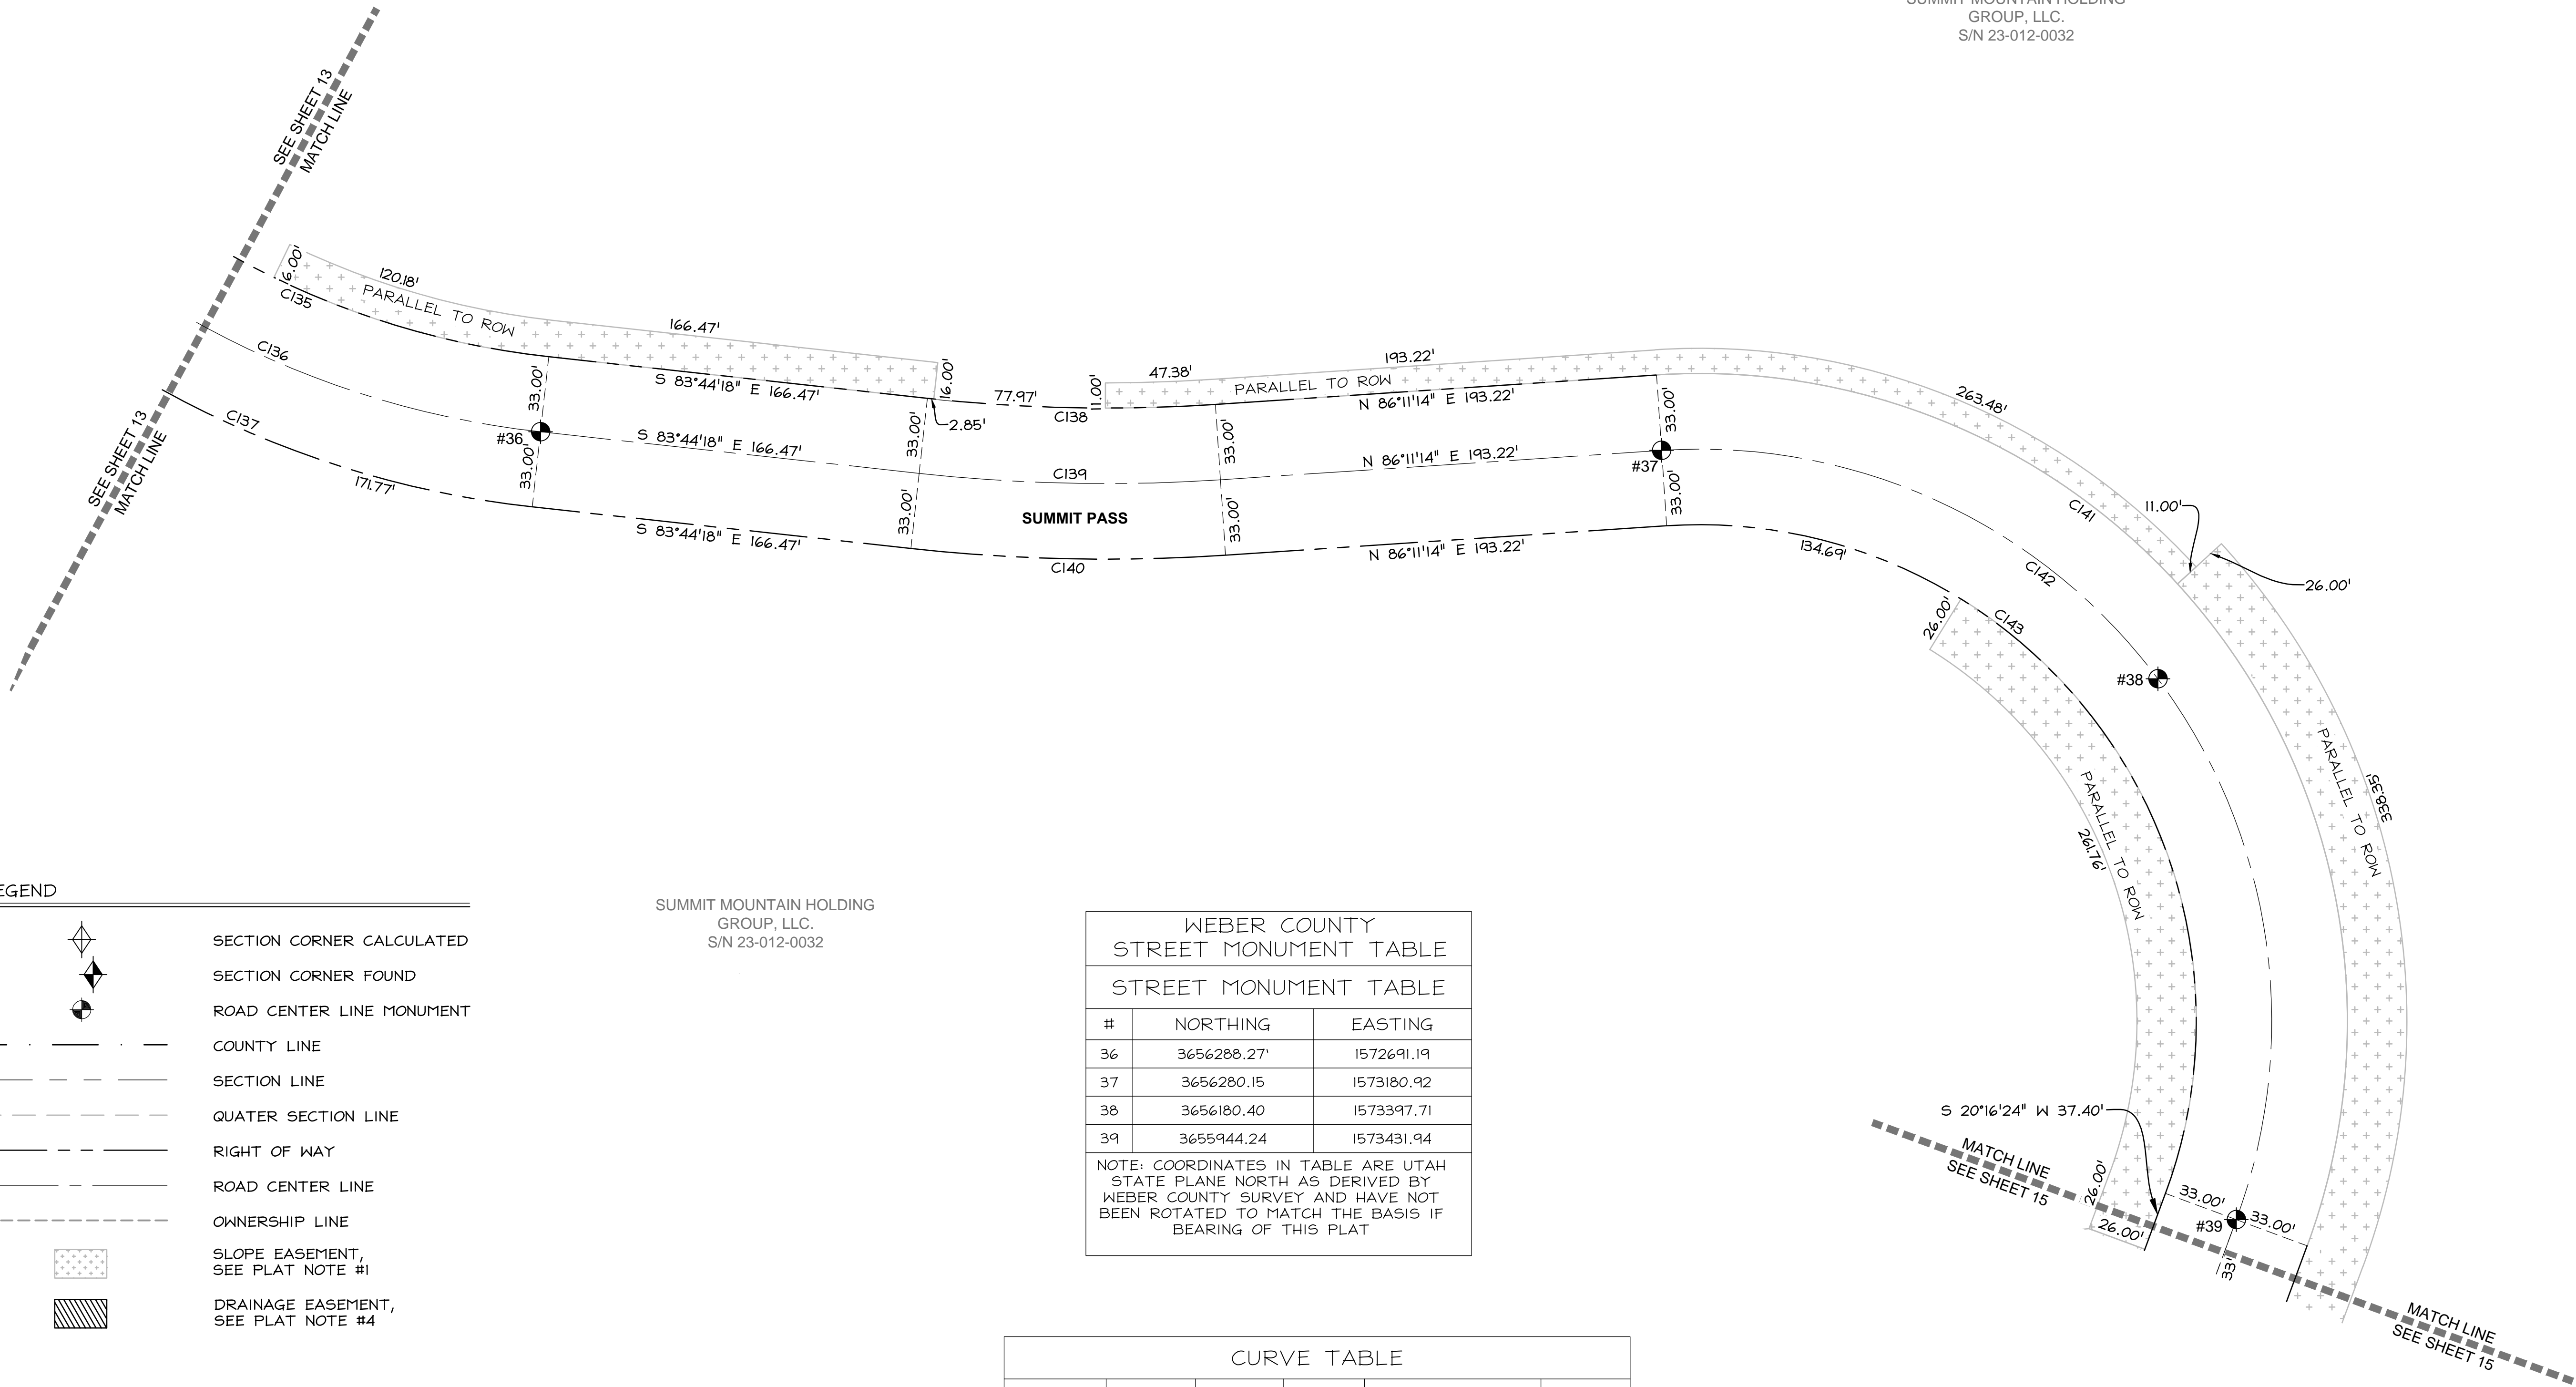 SUMMIT MOUNTAIN HOLDING
GROUP, LLC.
S/N 23-012-0032
SEE SHEET 13
MATCH LINE
SEE SHEET 13
MATCH LINE
16.00'
120.18'
PARALLEL TO ROW
C135
166.47'
S 83°44'18" E 166.47'
16.00'
77.97'
2.85'
C136
C137
171.77'
33.00'
#36
33.00'
S 83°44'18" E 166.47'
S 83°44'18" E 166.47'
33.00'
33.00'
11.00'
47.38'
C138
193.22'
PARALLEL TO ROW
N 86°11'14" E 193.22'
C139
SUMMIT PASS
C140
33.00'
33.00'
N 86°11'14" E 193.22'
N 86°11'14" E 193.22'
33.00'
#37
33.00'
263.48'
C141
11.00'
26.00'
C142
134.69'
C143
26.00'
#38
PARALLEL TO ROW
338.35'
PARALLEL TO ROW
261.76'
S 20°16'24" W 37.40'
MATCH LINE
SEE SHEET 15
26.00'
26.00'
33.00'
#39
33.00'
33'
MATCH LINE
SEE SHEET 15
EGEND
SECTION CORNER CALCULATED
SECTION CORNER FOUND
ROAD CENTER LINE MONUMENT
COUNTY LINE
SECTION LINE
QUATER SECTION LINE
RIGHT OF WAY
ROAD CENTER LINE
OWNERSHIP LINE
SLOPE EASEMENT,
SEE PLAT NOTE #1
DRAINAGE EASEMENT,
SEE PLAT NOTE #4
SUMMIT MOUNTAIN HOLDING
GROUP, LLC.
S/N 23-012-0032
WEBER COUNTY
STREET MONUMENT TABLE
STREET MONUMENT TABLE
# NORTHING EASTING
36 3656288.27' 1572691.19
37 3656280.15 1573180.92
38 3656180.40 1573397.71
39 3655944.24 1573431.94
NOTE: COORDINATES IN TABLE ARE UTAH
STATE PLANE NORTH AS DERIVED BY
WEBER COUNTY SURVEY AND HAVE NOT
BEEN ROTATED TO MATCH THE BASIS IF
BEARING OF THIS PLAT
CURVE TABLE